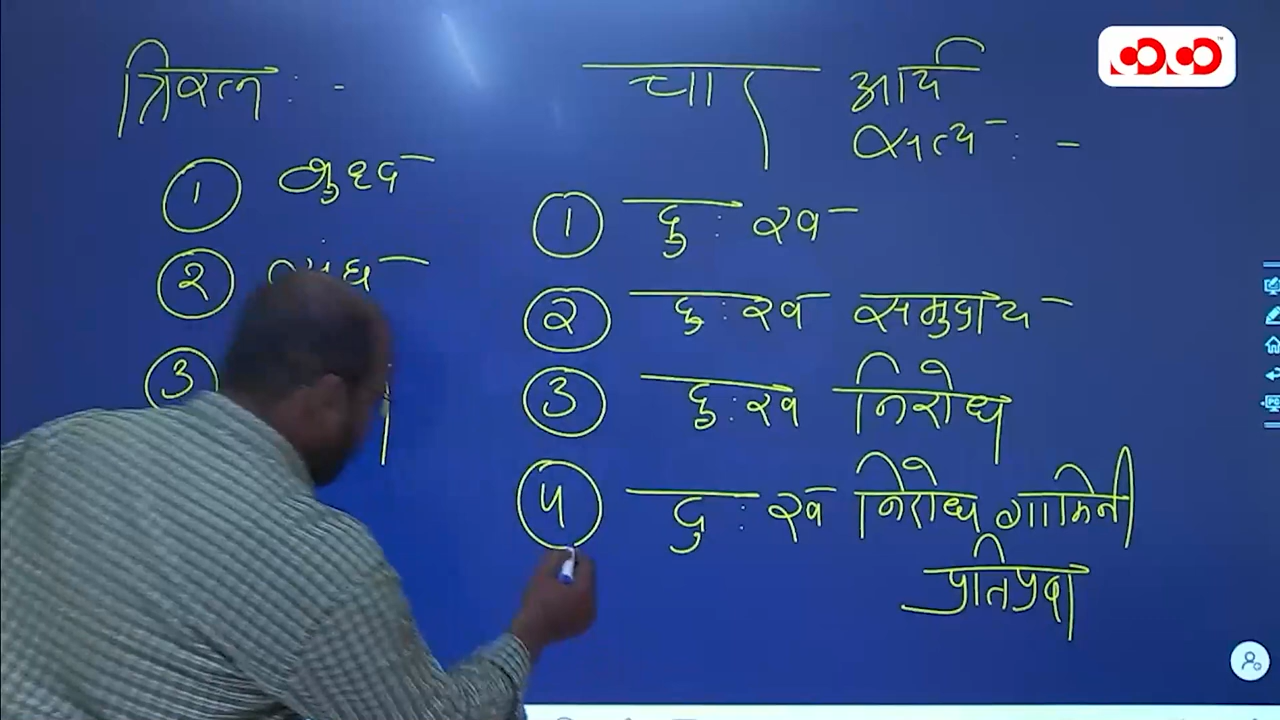 त्रिरत्न : -
① बुध्द
②
③
चार आर्य
सत्य : -
① दु : ख
② दु : ख समुदाय
③ दु : ख निरोध
④ दु : ख निरोध गामिनी
प्रतिपदा